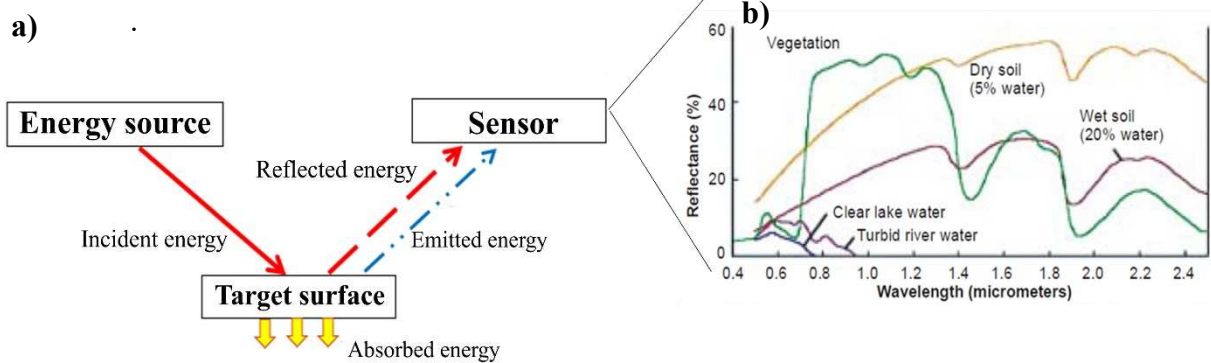 a)
Energy source
Sensor
Reflected energy
Incident energy
Emitted energy
Target surface
Absorbed energy
b)
60
Vegetation
Dry soil
(5% water)
40
Wet soil
(20% water)
Reflectance (%)
20
Clear lake water
Turbid river water
0
0.4 0.6 0.8 1.0 1.2 1.4 1.6 1.8 2.0 2.2 2.4
Wavelength (micrometers)